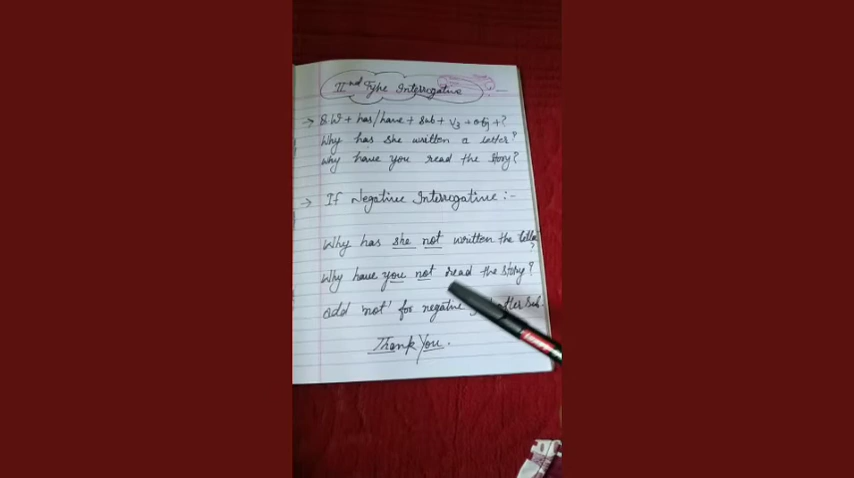 IInd Type Interrogative
→ Q.W + has/have + sub + V3 + obj + ?
Why has she written a letter?
Why have you read the story?
→ If Negative Interrogative :-
Why has she not written the letter?
Why have you not read the story?
Add 'not' for negative after sub.
Thank You.